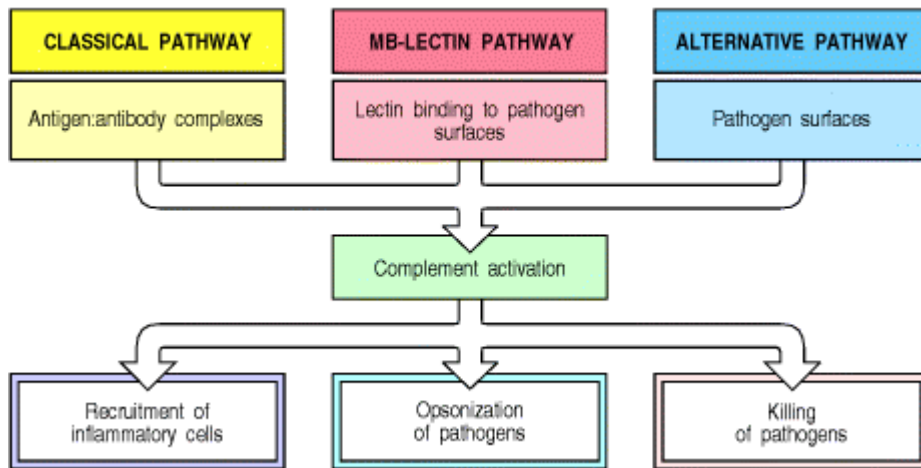 CLASSICAL PATHWAY
MB-LECTIN PATHWAY
ALTERNATIVE PATHWAY
Antigen:antibody complexes
Lectin binding to pathogen
surfaces
Pathogen surfaces
Complement activation
Recruitment of
inflammatory cells
Opsonization
of pathogens
Killing
of pathogens